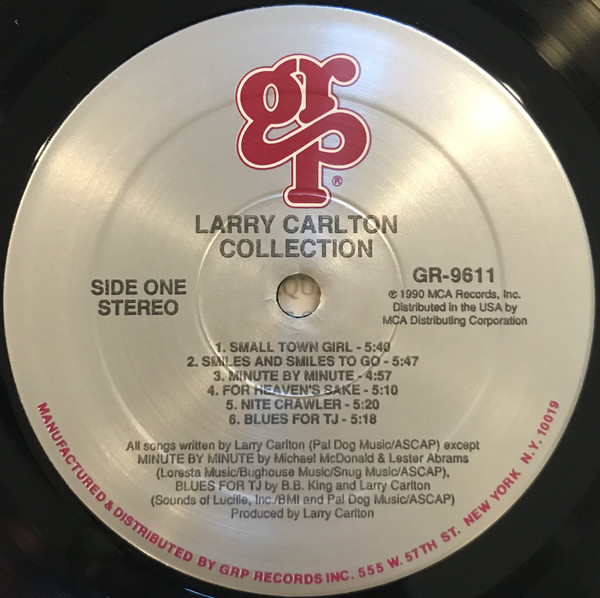 grp®
LARRY CARLTON
COLLECTION
SIDE ONE
STEREO
GR-9611
℗ 1990 MCA Records, Inc.
Distributed in the USA by
MCA Distributing Corporation
1. SMALL TOWN GIRL - 5:40
2. SMILES AND SMILES TO GO - 5:47
3. MINUTE BY MINUTE - 4:57
4. FOR HEAVEN'S SAKE - 5:10
5. NITE CRAWLER - 5:20
6. BLUES FOR TJ - 5:18
All songs written by Larry Carlton (Pal Dog Music/ASCAP) except
MINUTE BY MINUTE by Michael McDonald & Lester Abrams
(Loresta Music/Bughouse Music/Snug Music/ASCAP),
BLUES FOR TJ by B.B. King and Larry Carlton
(Sounds of Lucille, Inc./BMI and Pal Dog Music/ASCAP)
Produced by Larry Carlton
MANUFACTURED & DISTRIBUTED BY GRP RECORDS INC. 555 W. 57TH ST. NEW YORK N.Y. 10019